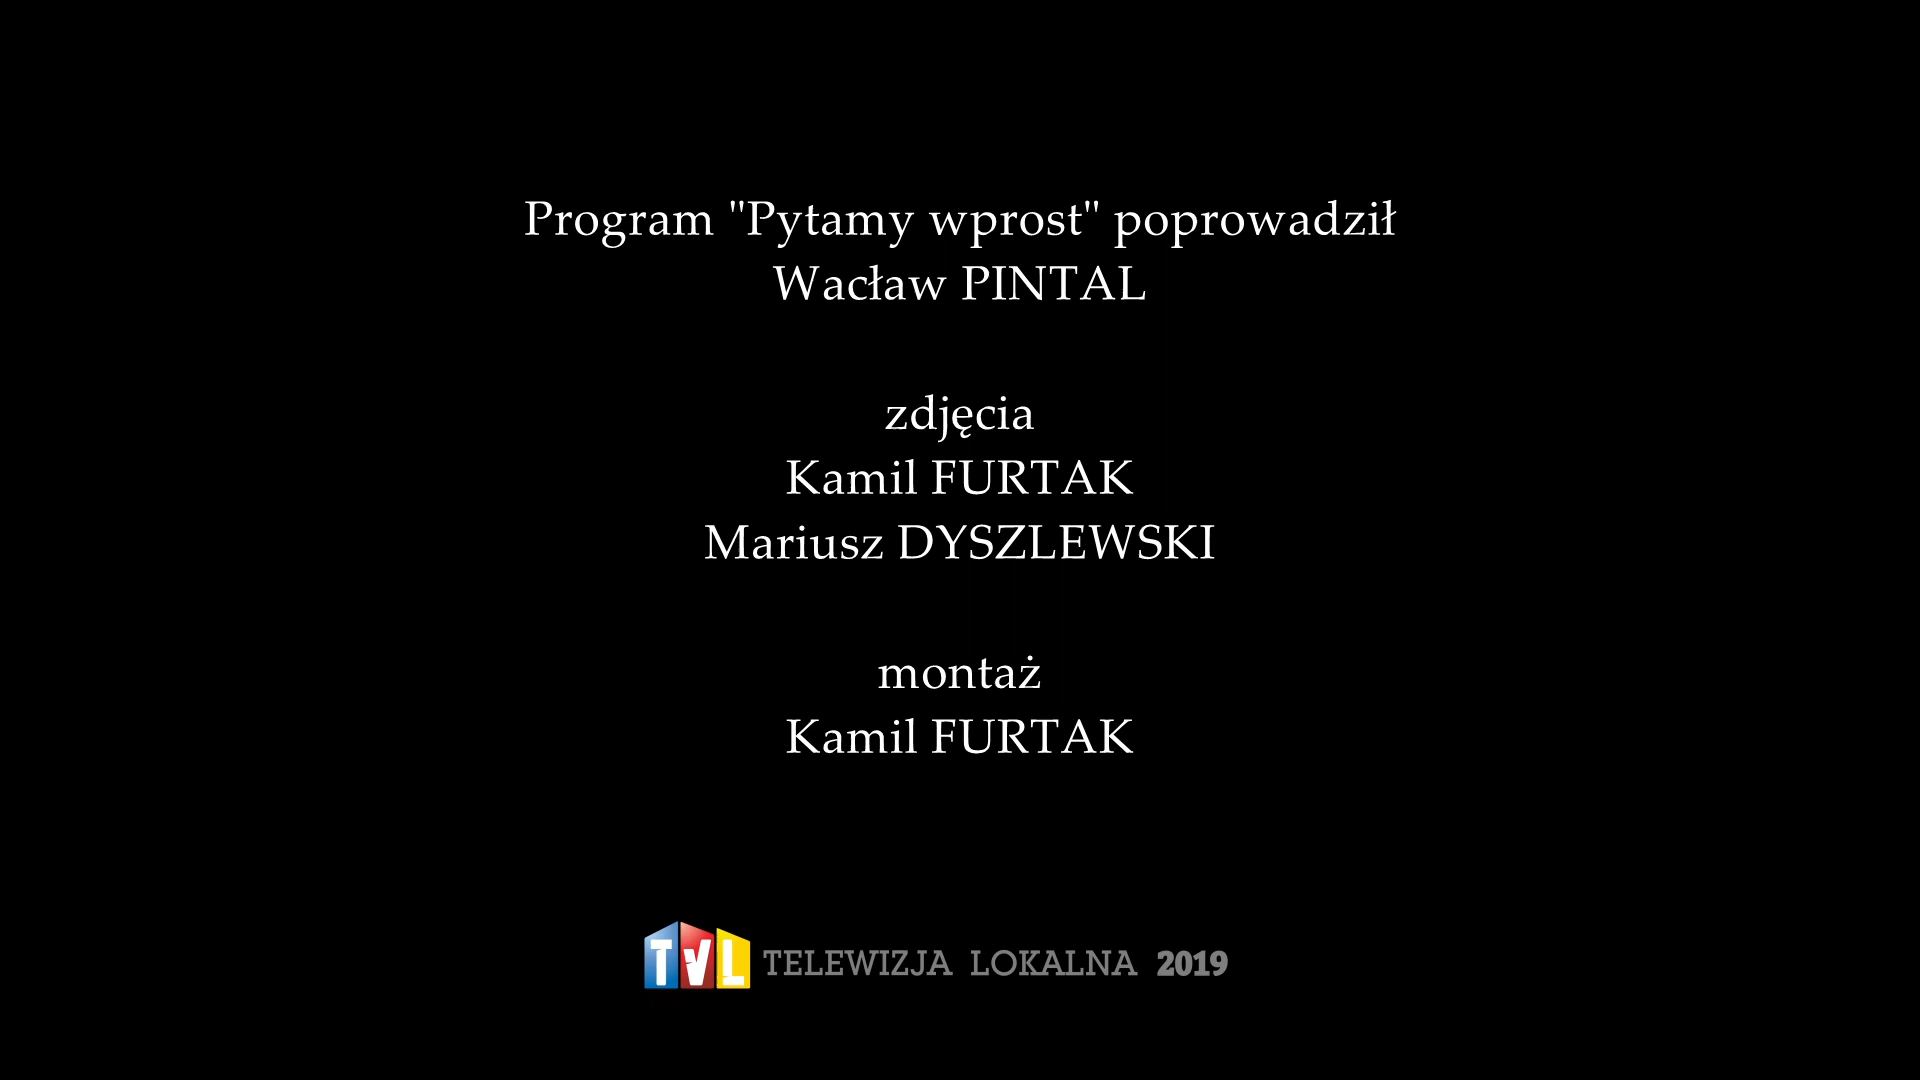 Program "Pytamy wprost" poprowadził
Wacław PINTAL
zdjęcia
Kamil FURTAK
Mariusz DYSZLEWSKI
montaż
Kamil FURTAK
TVL TELEWIZJA LOKALNA 2019